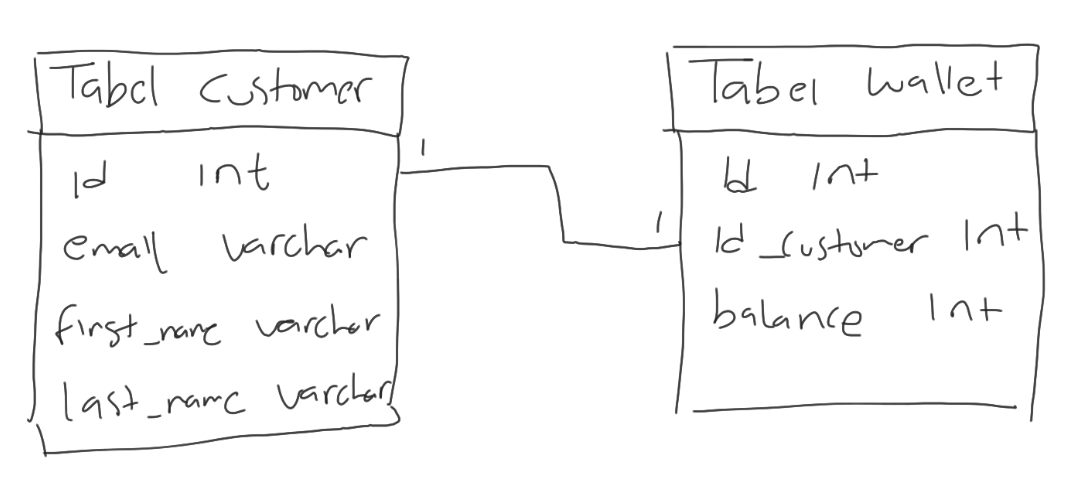 Tabel Customer
Id int
email varchar
first_name varchar
last_name varchar
1
1
Tabel wallet
Id Int
Id_customer Int
balance Int